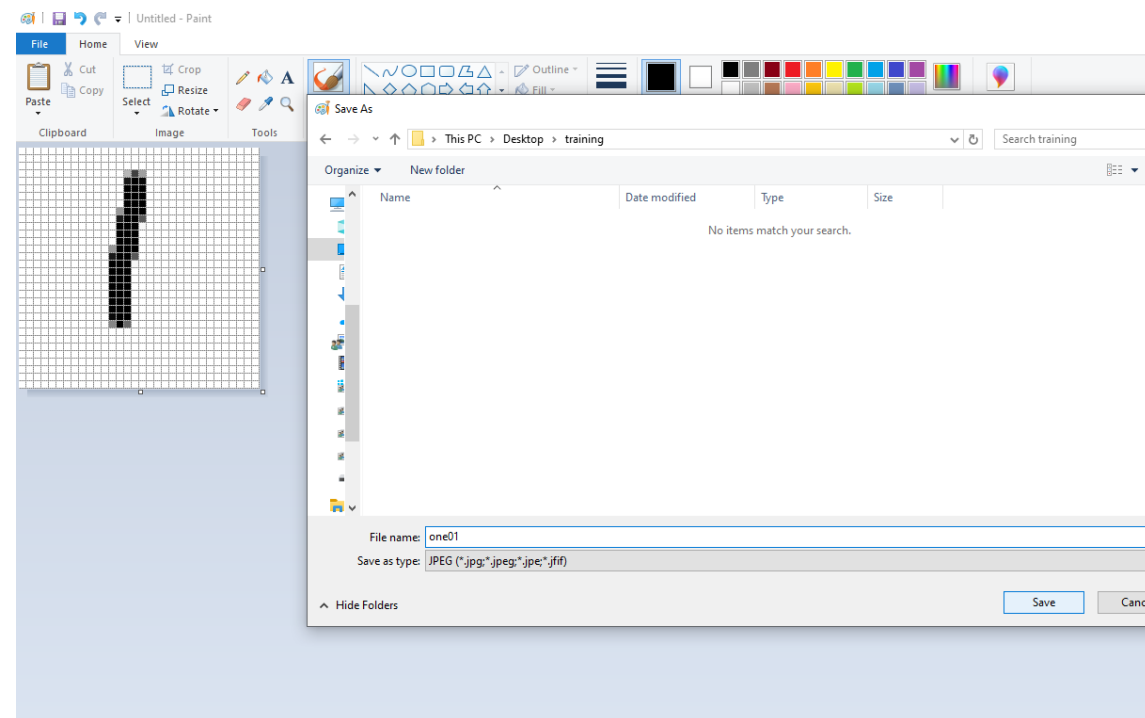 Untitled - Paint
File Home View
Cut Crop Outline
Paste Copy Select Resize A Fill
Rotate
Clipboard Image Tools
Save As
This PC > Desktop > training Search training
Organize New folder
Name Date modified Type Size
No items match your search.
File name: one01
Save as type: JPEG (*.jpg;*.jpeg;*.jpe;*.jfif)
Hide Folders Save Canc